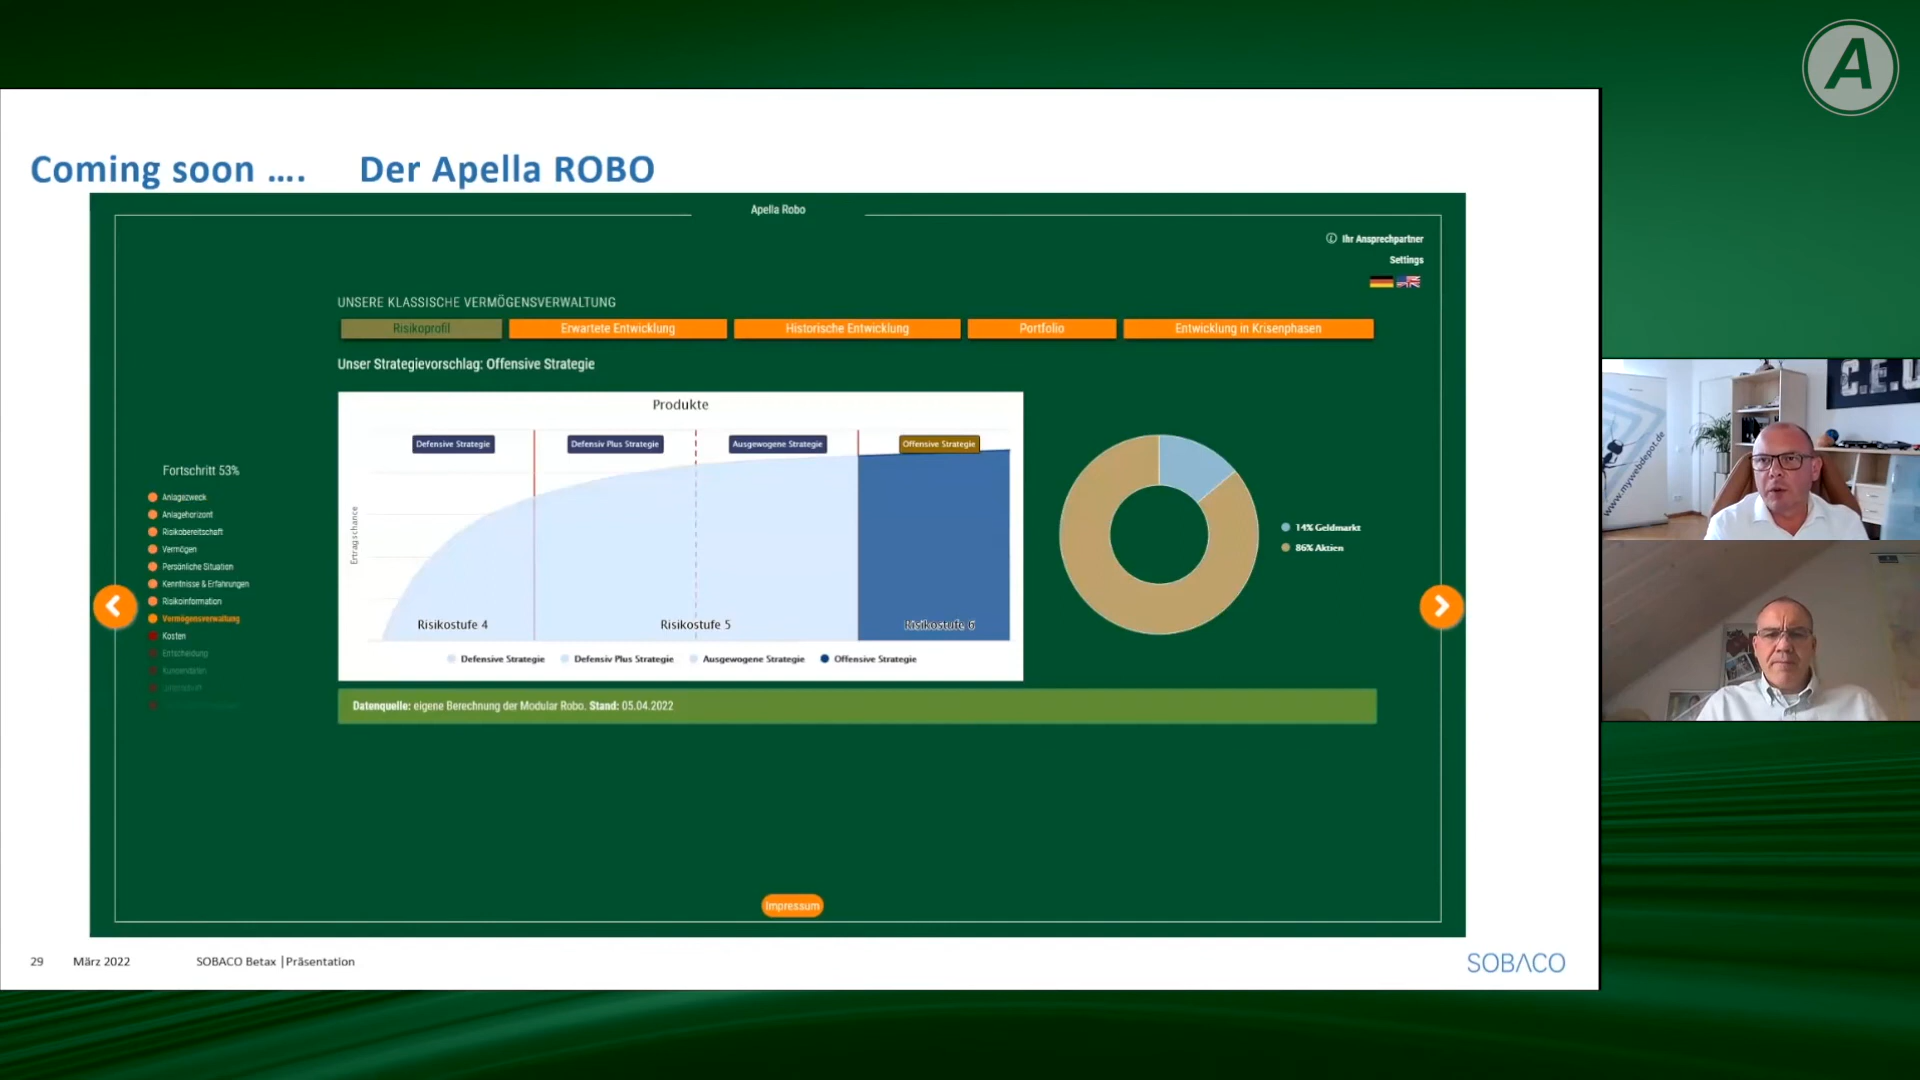 A
Coming soon .... Der Apella ROBO
Apella Robo
Ihr Ansprechpartner
Settings
UNSERE KLASSISCHE VERMÖGENSVERWALTUNG
Risikoprofil
Erwartete Entwicklung
Historische Entwicklung
Portfolio
Entwicklung in Krisenphasen
Unser Strategievorschlag: Offensive Strategie
Produkte
Defensive Strategie
Defensiv Plus Strategie
Ausgewogene Strategie
Offensive Strategie
Ertragschance
Risikostufe 4
Risikostufe 5
Risikostufe 6
Defensive Strategie
Defensiv Plus Strategie
Ausgewogene Strategie
Offensive Strategie
14% Geldmarkt
86% Aktien
Fortschritt 53%
Anlagezweck
Anlagehorizont
Risikobereitschaft
Vermögen
Persönliche Situation
Kenntnisse & Erfahrungen
Risikoinformation
Vermögensverwaltung
Kosten
Entscheidung
Kundendaten
Datenquelle: eigene Berechnung der Modular Robo. Stand: 05.04.2022
Impressum
29 März 2022 SOBACO Betax | Präsentation
SOBACO
www.mywebdepot.de
C.E.O